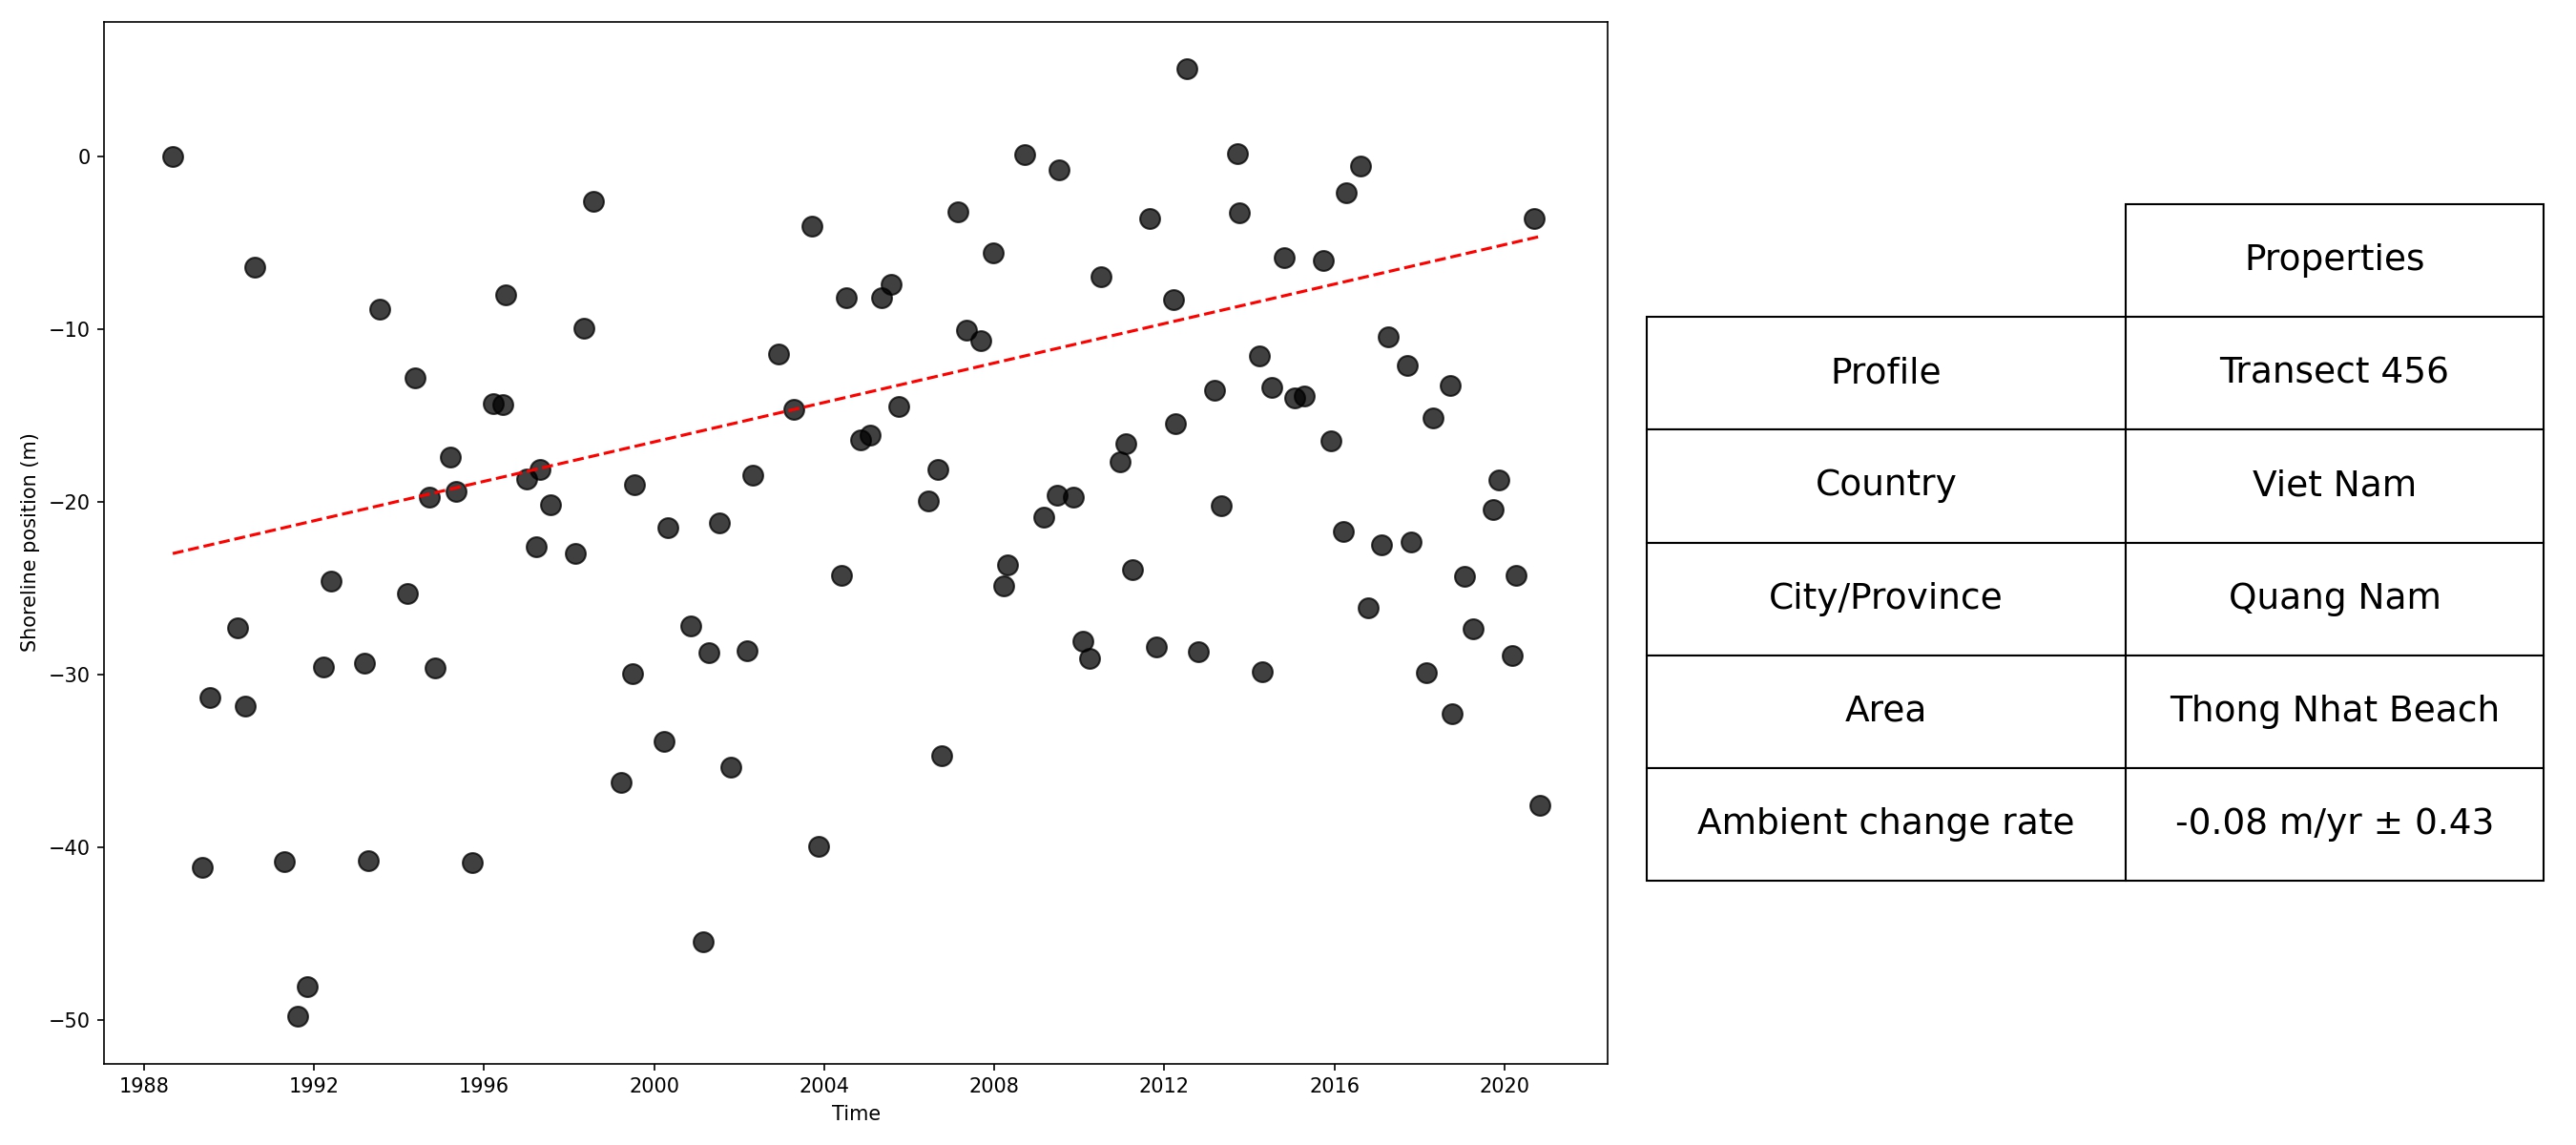 0
−10
−20
−30
−40
−50
Shoreline position (m)
1988 1992 1996 2000 2004 2008 2012 2016 2020
Time
Properties
Profile Transect 456
Country Viet Nam
City/Province Quang Nam
Area Thong Nhat Beach
Ambient change rate -0.08 m/yr ± 0.43